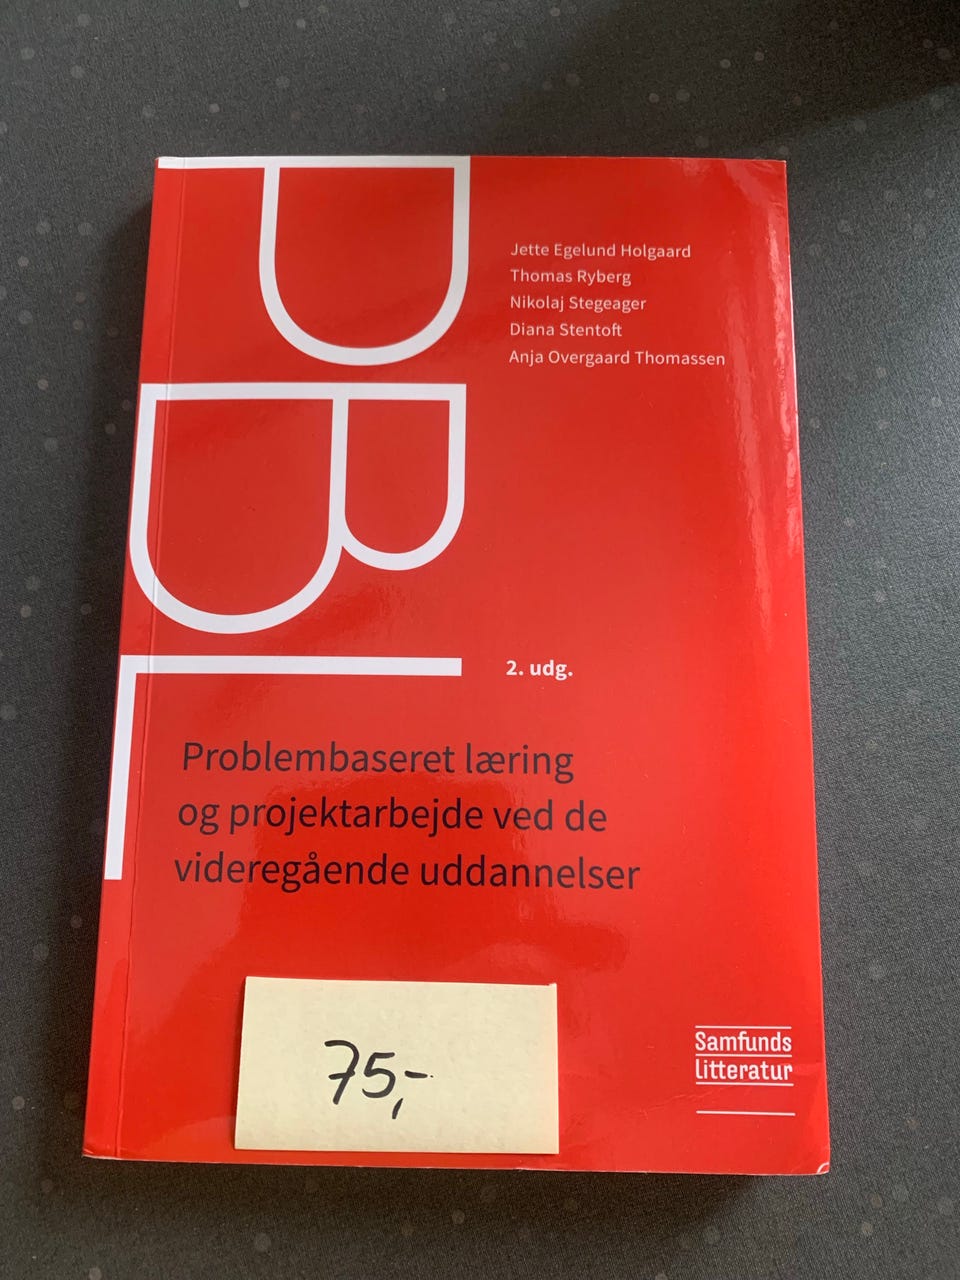 PBL
Jette Egelund Holgaard
Thomas Ryberg
Nikolaj Stegeager
Diana Stentoft
Anja Overgaard Thomassen
2. udg.
Problembaseret læring
og projektarbejde ved de
videregående uddannelser
75,-
Samfunds
litteratur